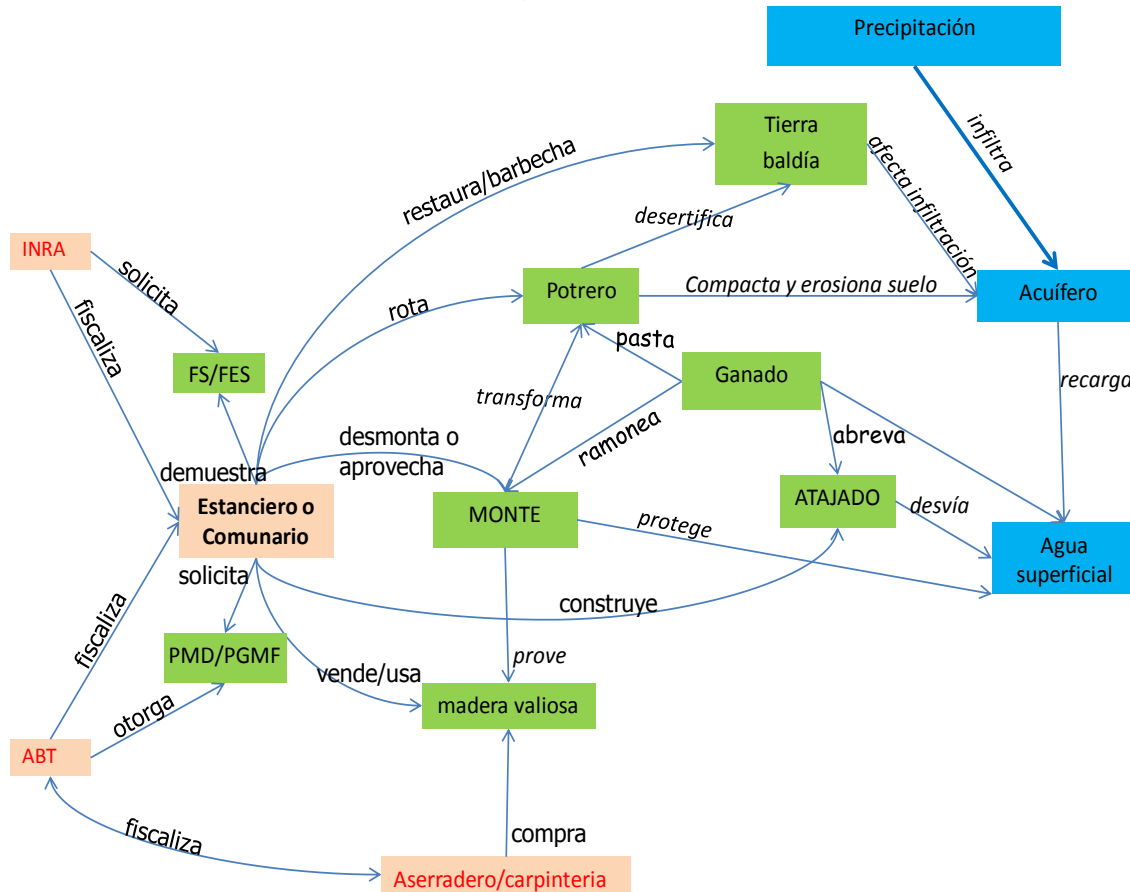 Precipitación
infiltra
Tierra
baldía
restaura/barbecha
afecta infiltración
desertifica
INRA
solicita
fiscaliza
Potrero
Compacta y erosiona suelo
Acuífero
rota
pasta
FS/FES
Ganado
recarga
transforma
ramonea
abreva
desmonta o
aprovecha
demuestra
Estanciero o
Comunario
MONTE
ATAJADO
desvía
protege
Agua
superficial
solicita
construye
fiscaliza
PMD/PGMF
prove
vende/usa
otorga
madera valiosa
ABT
fiscaliza
compra
Aserradero/carpinteria